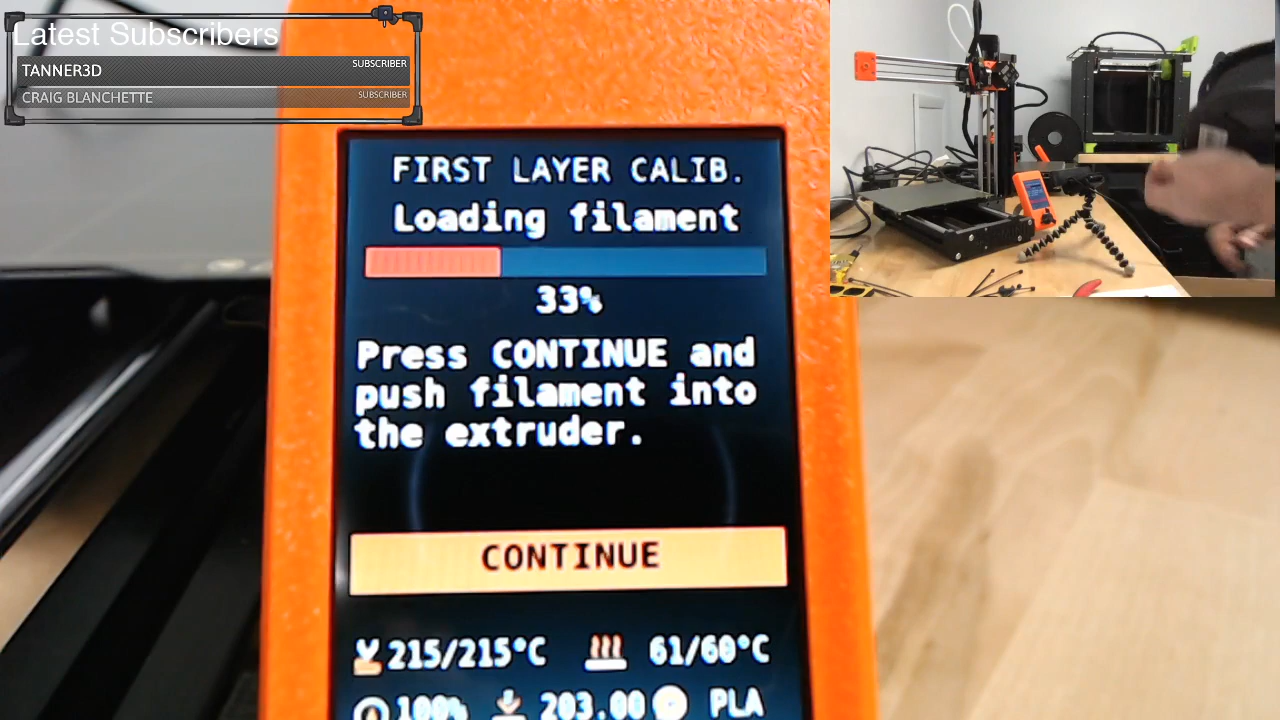 Latest Subscribers
TANNER3D SUBSCRIBER
CRAIG BLANCHETTE SUBSCRIBER
FIRST LAYER CALIB.
Loading filament
33%
Press CONTINUE and
push filament into
the extruder.
CONTINUE
215/215°C 61/60°C
100% 203.00 PLA